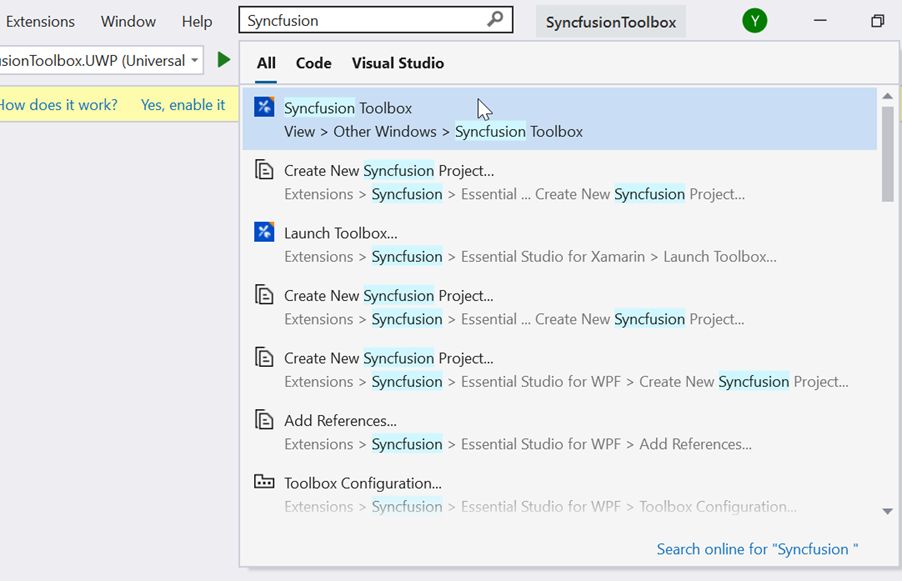 Extensions Window Help Syncfusion SyncfusionToolbox Y
usionToolbox.UWP (Universal
All Code Visual Studio
How does it work? Yes, enable it
Syncfusion Toolbox
View > Other Windows > Syncfusion Toolbox
Create New Syncfusion Project...
Extensions > Syncfusion > Essential ... Create New Syncfusion Project...
Launch Toolbox...
Extensions > Syncfusion > Essential Studio for Xamarin > Launch Toolbox...
Create New Syncfusion Project...
Extensions > Syncfusion > Essential ... Create New Syncfusion Project...
Create New Syncfusion Project...
Extensions > Syncfusion > Essential Studio for WPF > Create New Syncfusion Project...
Add References...
Extensions > Syncfusion > Essential Studio for WPF > Add References...
Toolbox Configuration...
Extensions > Syncfusion > Essential Studio for WPF > Toolbox Configuration...
Search online for "Syncfusion "